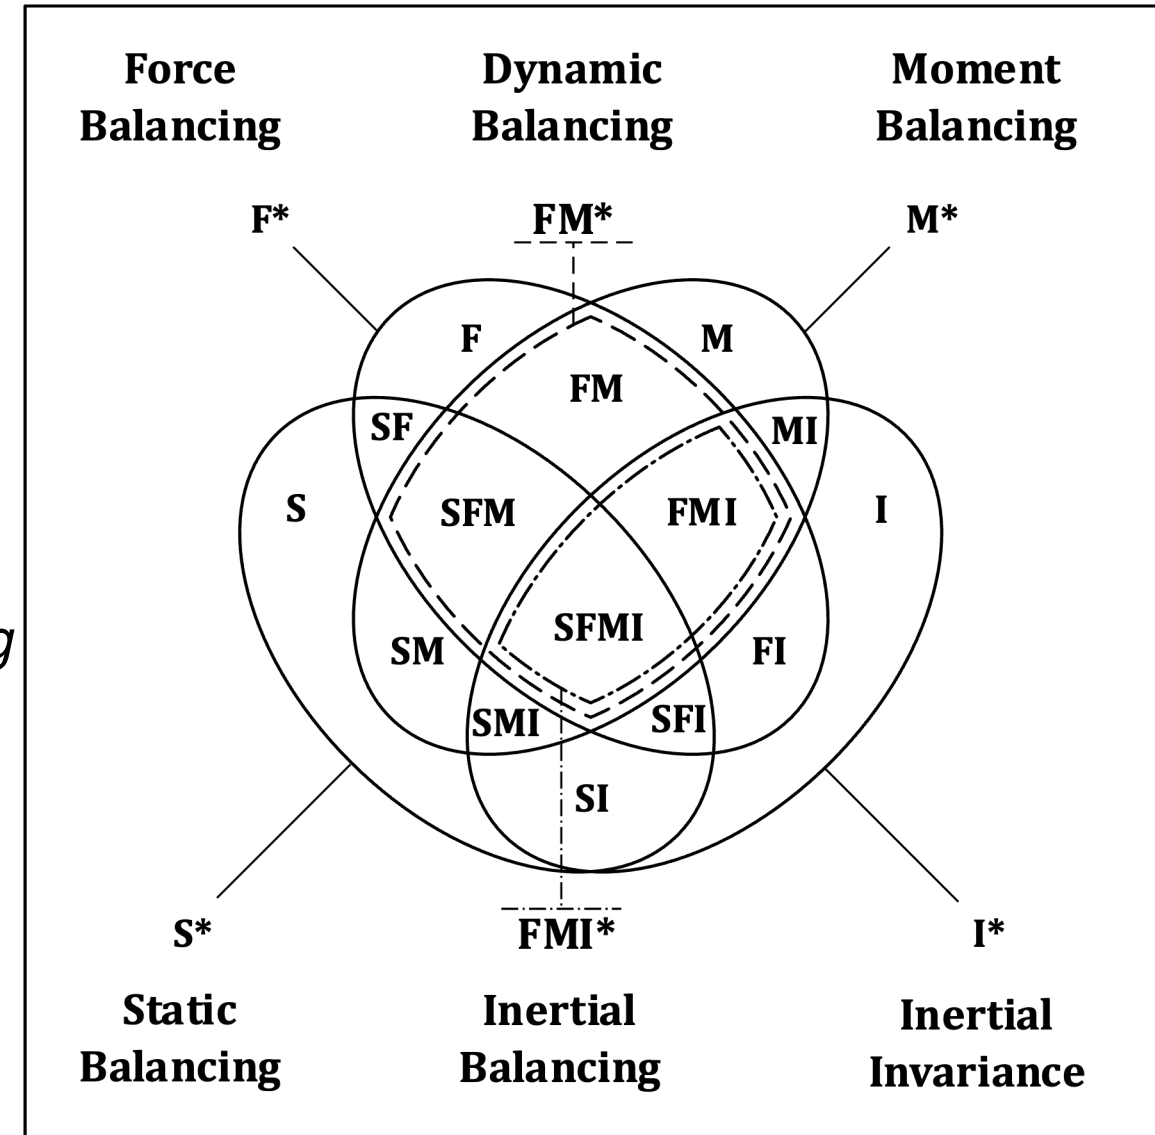 Force Balancing
Dynamic Balancing
Moment Balancing
F*
FM*
M*
F
M
FM
SF
MI
S
SFM
FMI
I
SFMI
SM
FI
SMI
SFI
SI
S*
FMI*
I*
Static Balancing
Inertial Balancing
Inertial Invariance
g